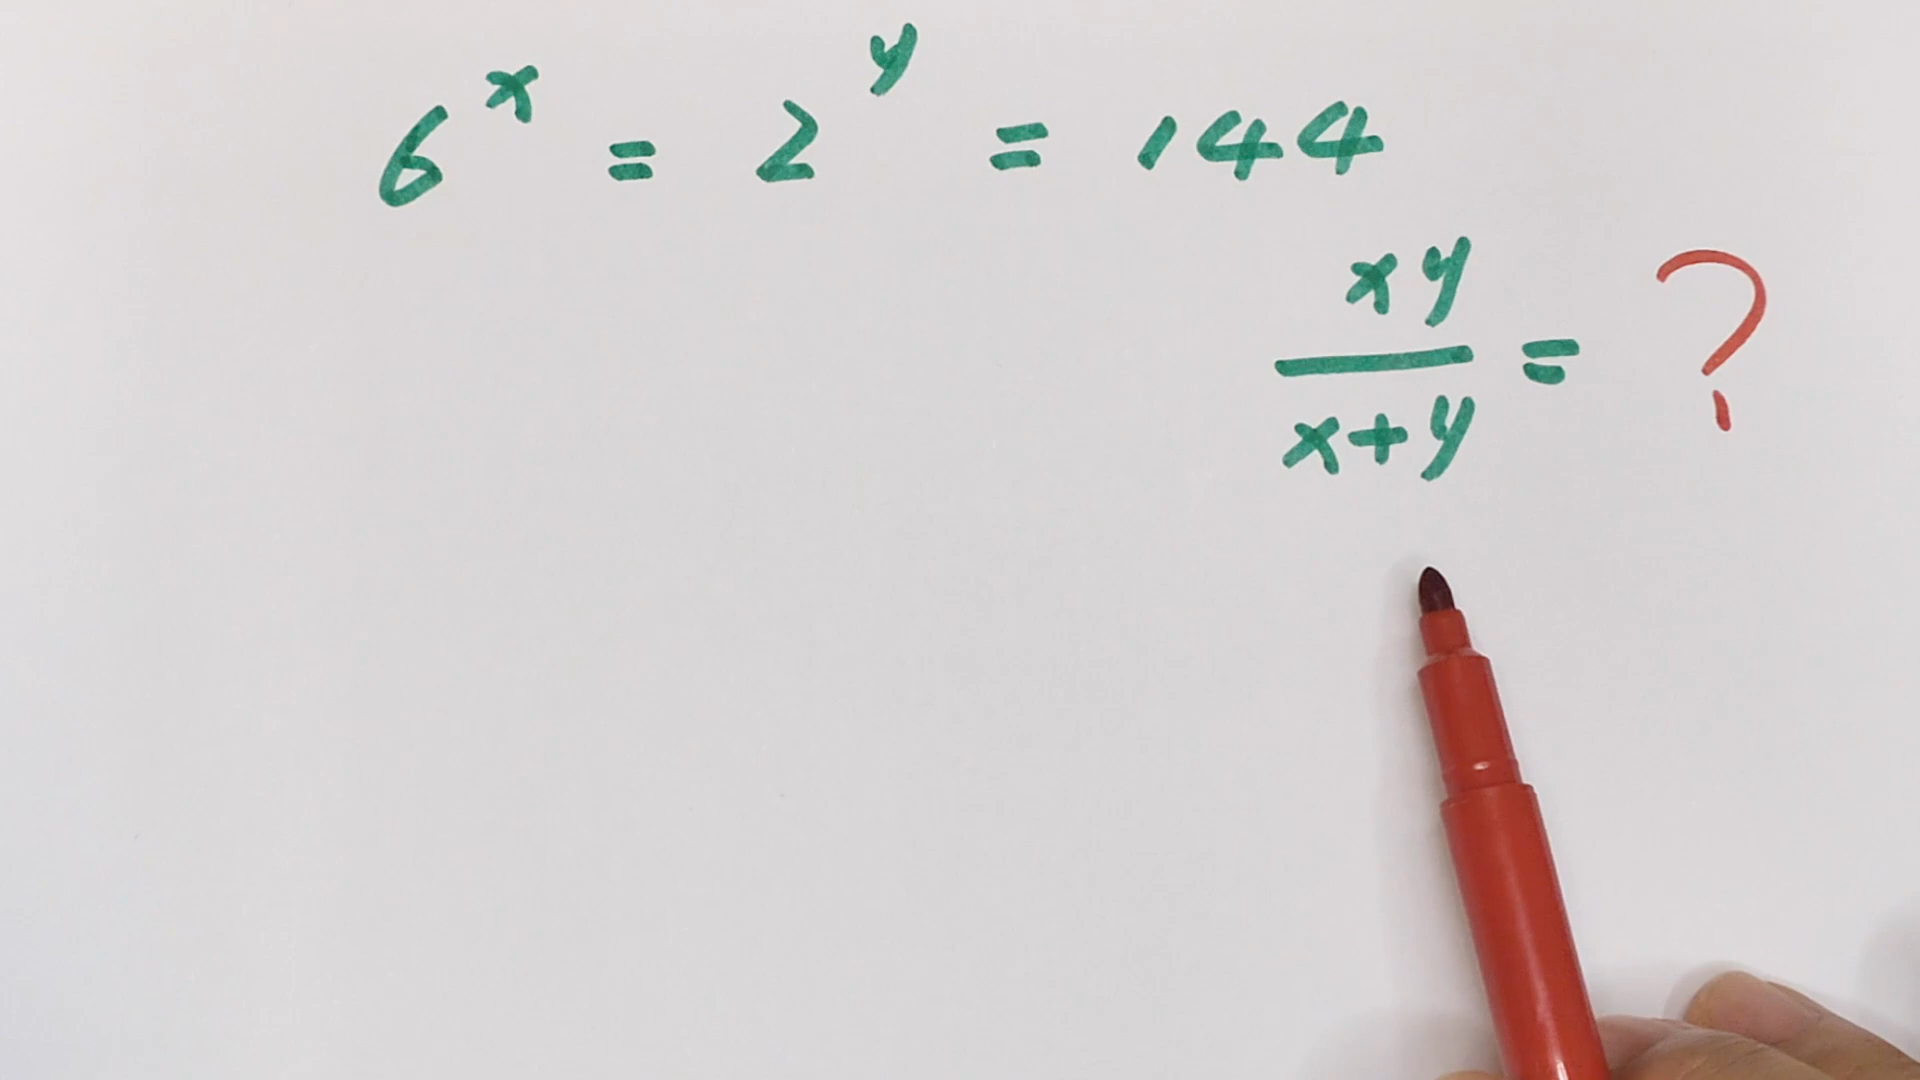 6^x = 2^y = 144
xy/(x+y) = ?